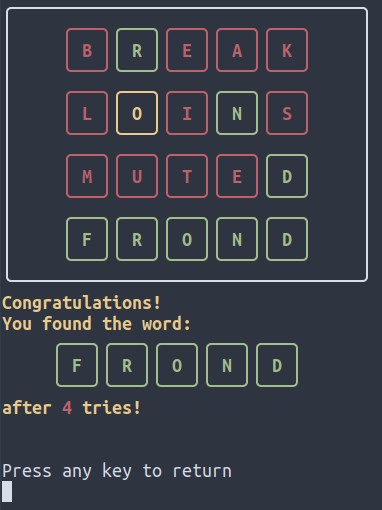 B R E A K
L O I N S
M U T E D
F R O N D
Congratulations!
You found the word:
F R O N D
after 4 tries!
Press any key to return